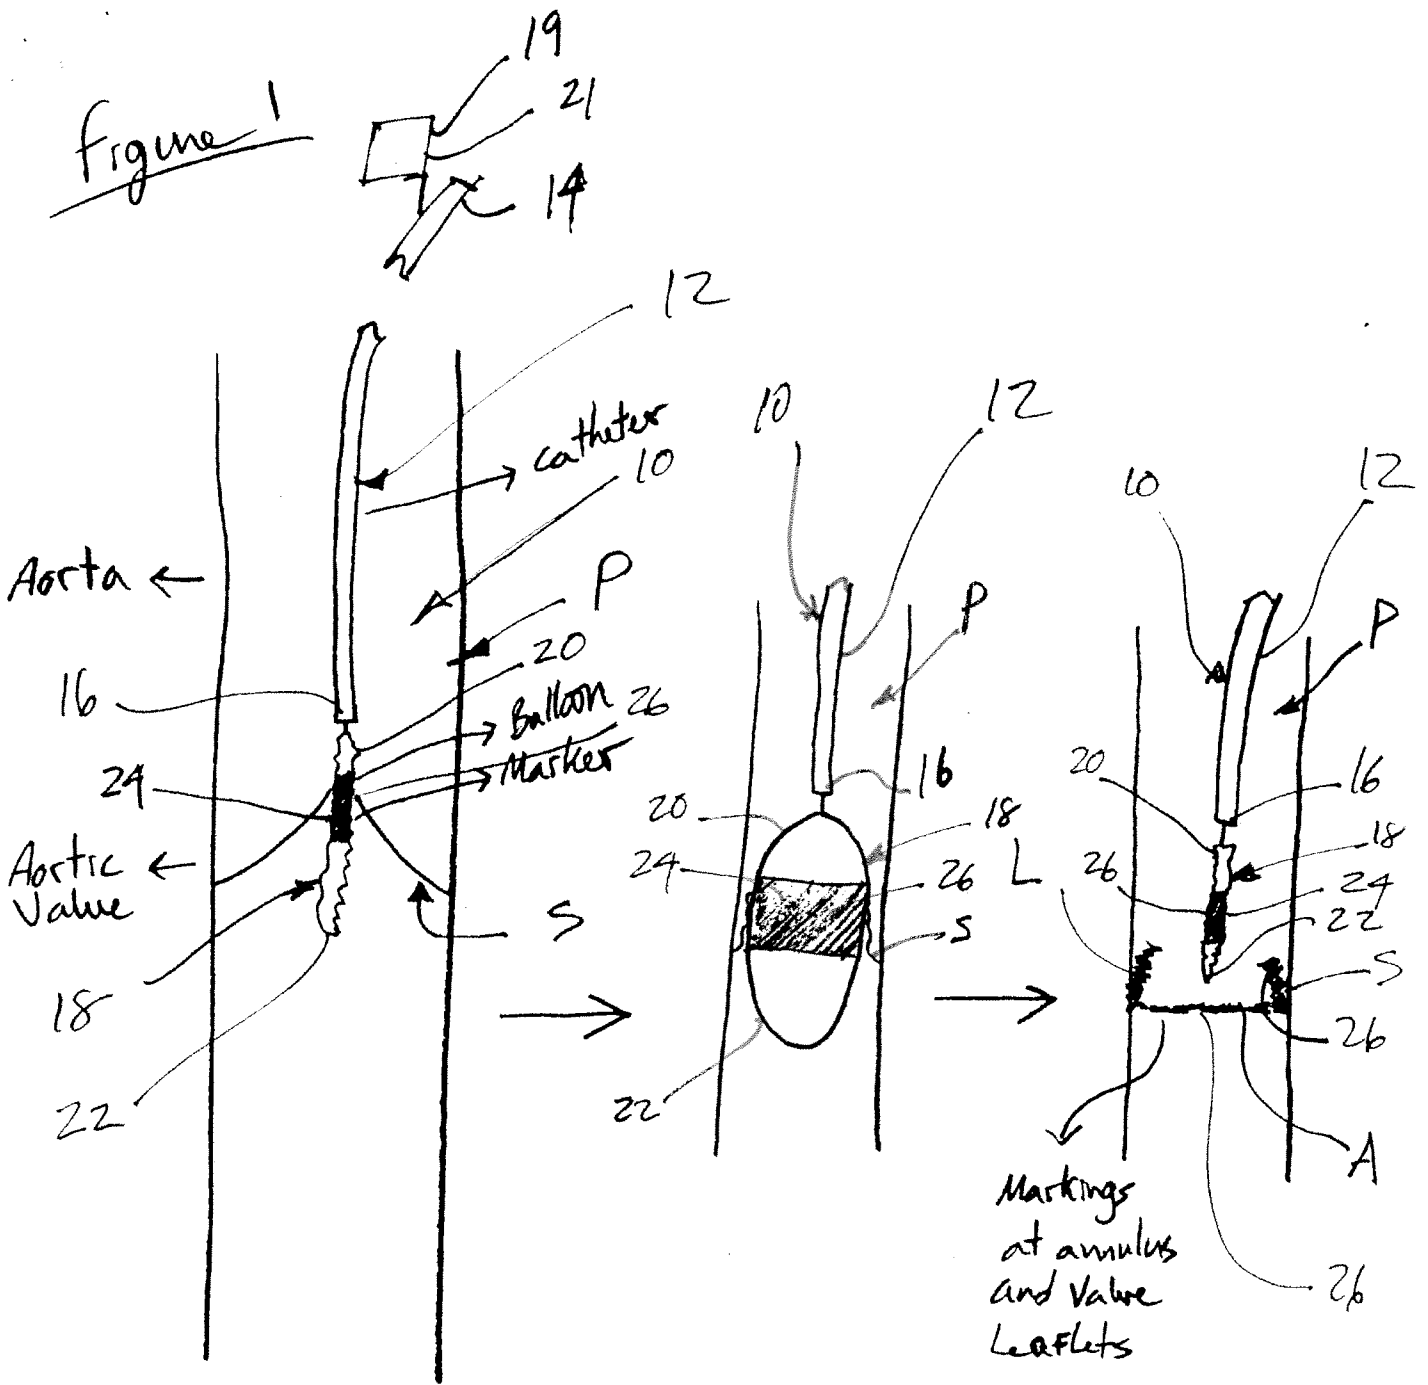 Figure 1
19
21
14
12
catheter
10
Aorta ←
P
20
16
Balloon
26
Marker
24
Aortic ←
Valve
S
18
22
10
12
P
16
20
18
24
26
S
22
10
12
P
20
16
18
L
26
24
22
S
26
A
Markings
at annulus
and Valve
Leaflets
26